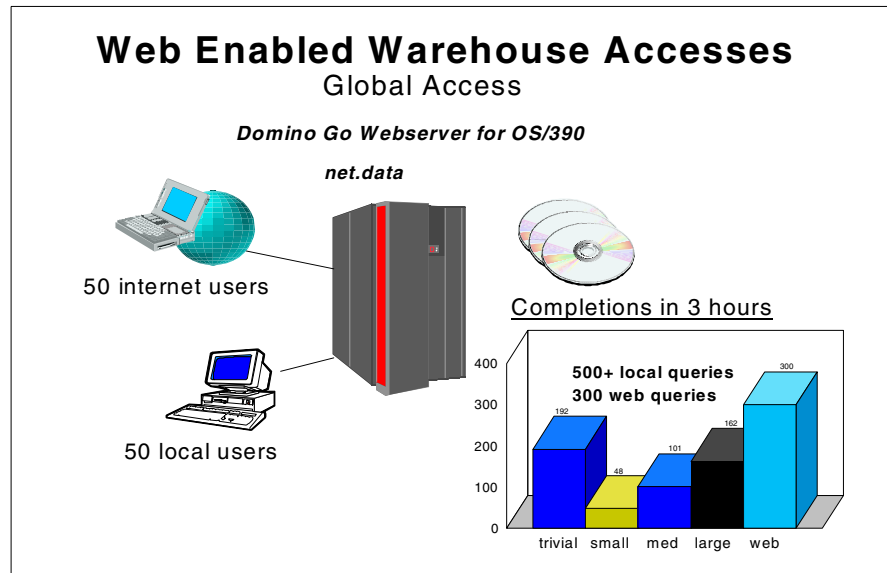 Web Enabled Warehouse Accesses
Global Access
Domino Go Webserver for OS/390
net.data
50 internet users
50 local users
Completions in 3 hours
500+ local queries
300 web queries
400
300
200
100
0
192
48
101
162
300
trivial small med large web